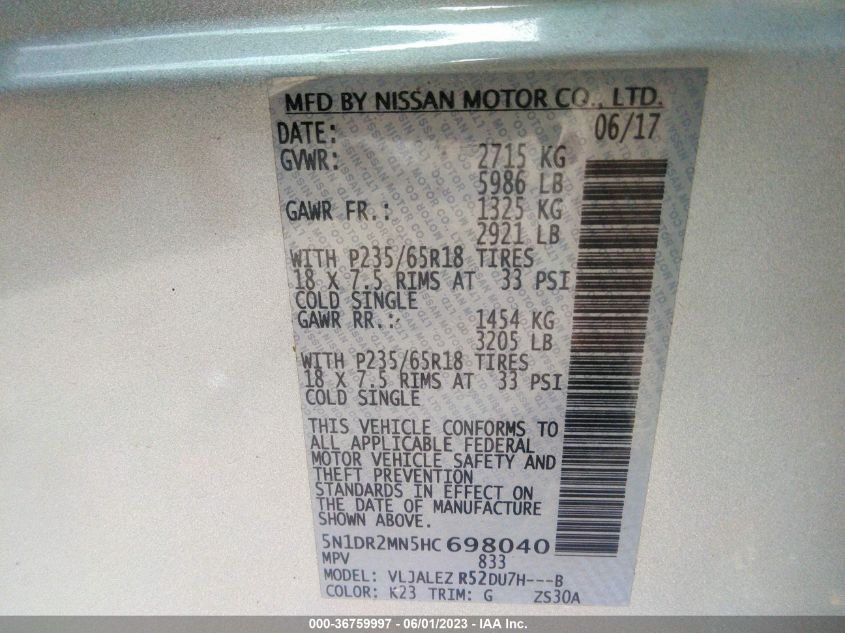 MFD BY NISSAN MOTOR CO., LTD.
DATE: 06/17
GVWR: 2715 KG
5986 LB
GAWR FR.: 1325 KG
2921 LB
WITH P235/65R18 TIRES
18 X 7.5 RIMS AT 33 PSI
COLD SINGLE
GAWR RR.: 1454 KG
3205 LB
WITH P235/65R18 TIRES
18 X 7.5 RIMS AT 33 PSI
COLD SINGLE
THIS VEHICLE CONFORMS TO
ALL APPLICABLE FEDERAL
MOTOR VEHICLE SAFETY AND
THEFT PREVENTION
STANDARDS IN EFFECT ON
THE DATE OF MANUFACTURE
SHOWN ABOVE.
5N1DR2MN5HC698040
MPV 833
MODEL: VLJALEZ R52DU7H---B
COLOR: K23 TRIM: G ZS30A
000-36759997 - 06/01/2023 - IAA Inc.